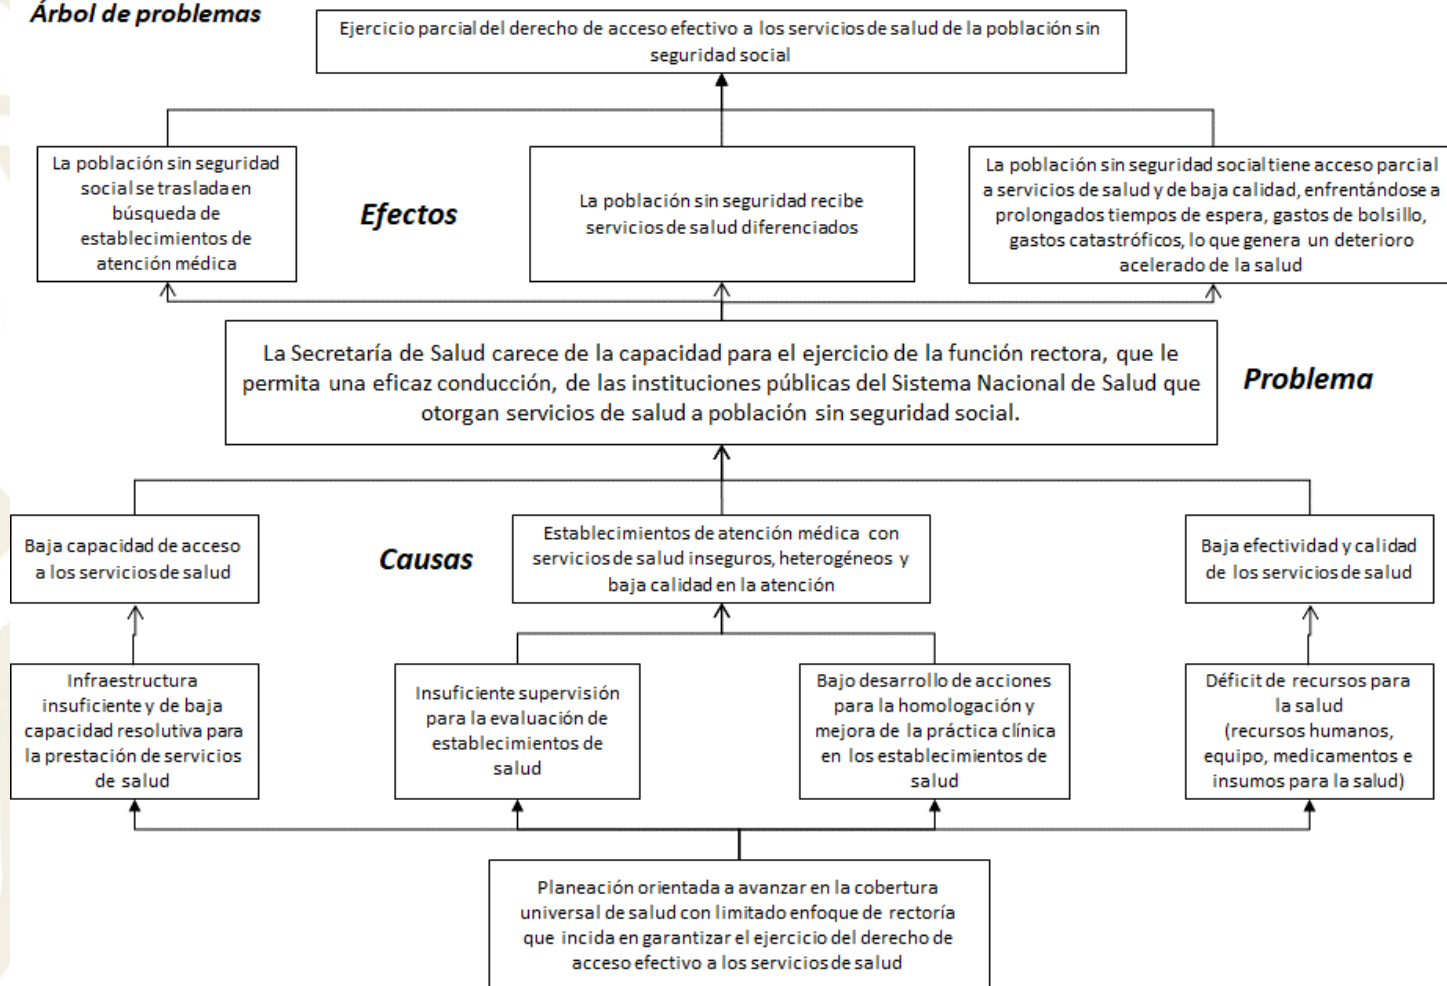 Árbol de problemas
Ejercicio parcial del derecho de acceso efectivo a los servicios de salud de la población sin
seguridad social
La población sin seguridad
social se traslada en
búsqueda de
establecimientos de
atención médica
Efectos
La población sin seguridad recibe
servicios de salud diferenciados
La población sin seguridad social tiene acceso parcial
a servicios de salud y de baja calidad, enfrentándose a
prolongados tiempos de espera, gastos de bolsillo,
gastos catastróficos, lo que genera un deterioro
acelerado de la salud
La Secretaría de Salud carece de la capacidad para el ejercicio de la función rectora, que le
permita una eficaz conducción, de las instituciones públicas del Sistema Nacional de Salud que
otorgan servicios de salud a población sin seguridad social.
Problema
Baja capacidad de acceso
a los servicios de salud
Causas
Establecimientos de atención médica con
servicios de salud inseguros, heterogéneos y
baja calidad en la atención
Baja efectividad y calidad
de los servicios de salud
Infraestructura
insuficiente y de baja
capacidad resolutiva para
la prestación de servicios
de salud
Insuficiente supervisión
para la evaluación de
establecimientos de
salud
Bajo desarrollo de acciones
para la homologación y
mejora de la práctica clínica
en los establecimientos de
salud
Déficit de recursos para
la salud
(recursos humanos,
equipo, medicamentos e
insumos para la salud)
Planeación orientada a avanzar en la cobertura
universal de salud con limitado enfoque de rectoría
que incida en garantizar el ejercicio del derecho de
acceso efectivo a los servicios de salud